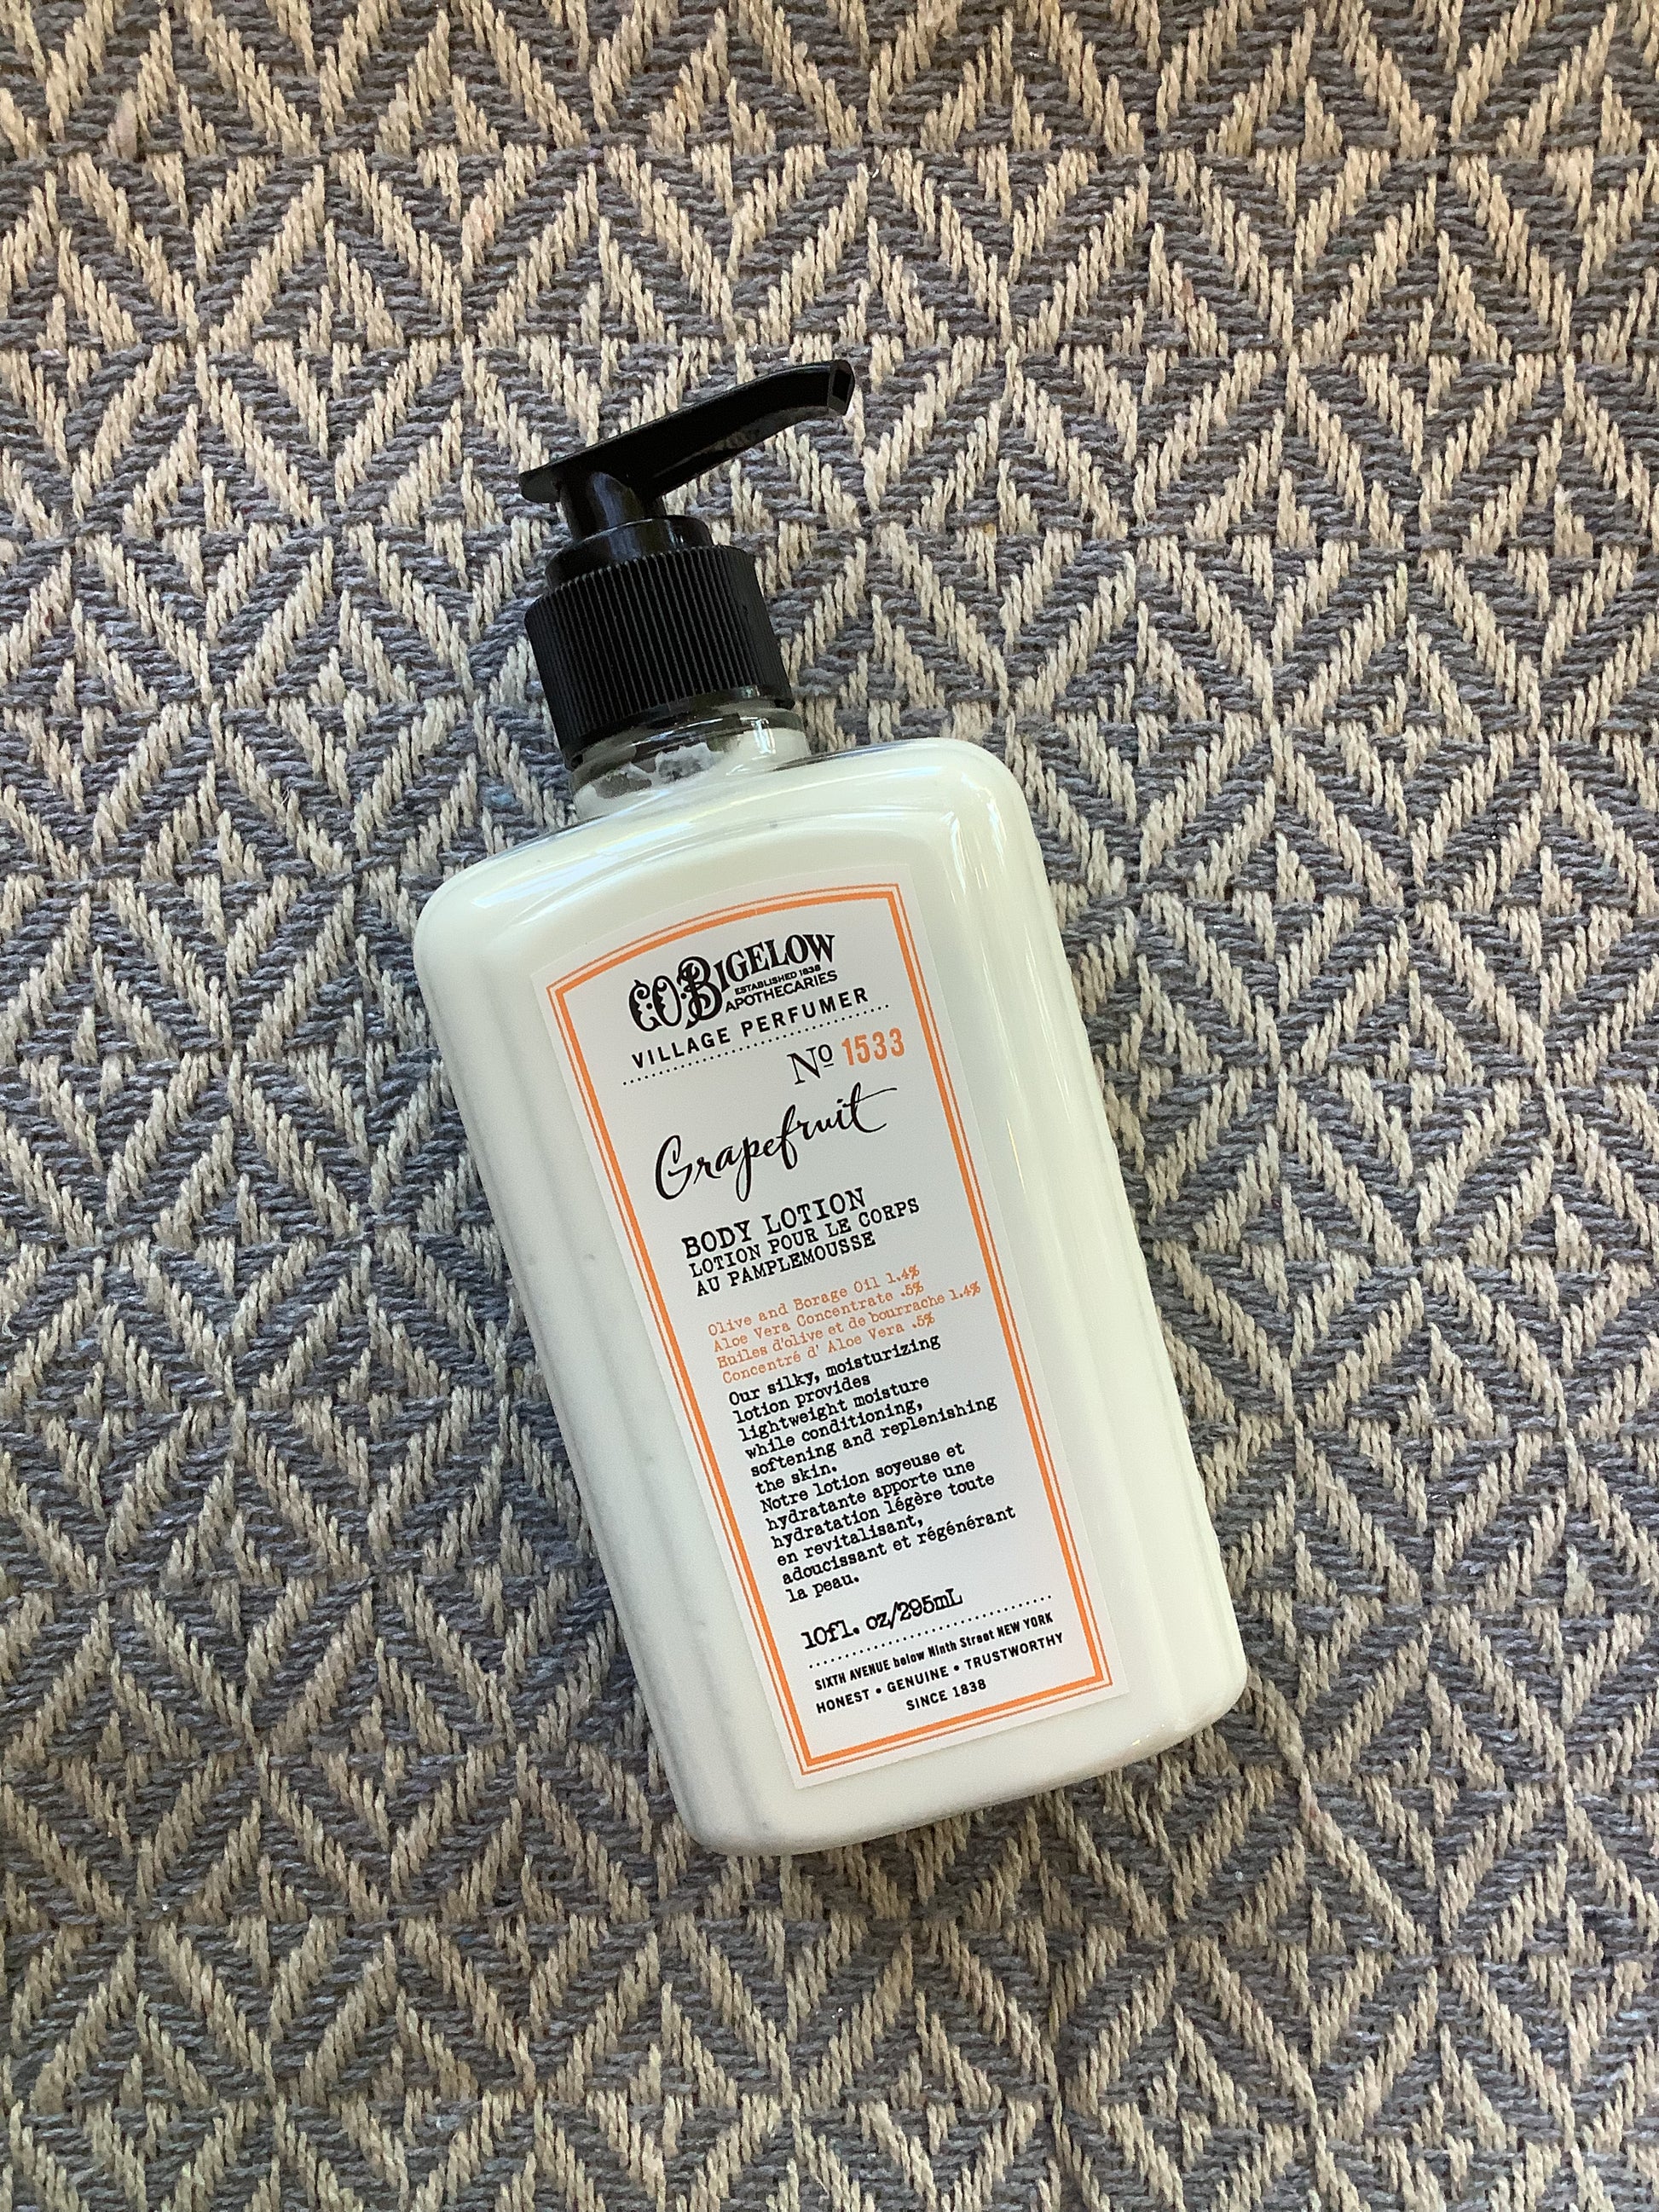 C.O. BIGELOW
ESTABLISHED 1838
APOTHECARIES
VILLAGE PERFUMER
Nº 1533
Grapefruit
BODY LOTION
LOTION POUR LE CORPS
AU PAMPLEMOUSSE
Olive and Borage Oil 1.4%
Aloe Vera Concentrate .5%
Huiles d'olive et de bourrache 1.4%
Concentré d' Aloe Vera .5%
Our silky, moisturizing
lotion provides
lightweight moisture
while conditioning,
softening and replenishing
the skin.
Notre lotion soyeuse et
hydratante apporte une
hydratation légère toute
en revitalisant,
adoucissant et régénérant
la peau.
10fl. oz/295mL
SIXTH AVENUE below Ninth Street NEW YORK
HONEST • GENUINE • TRUSTWORTHY
SINCE 1838